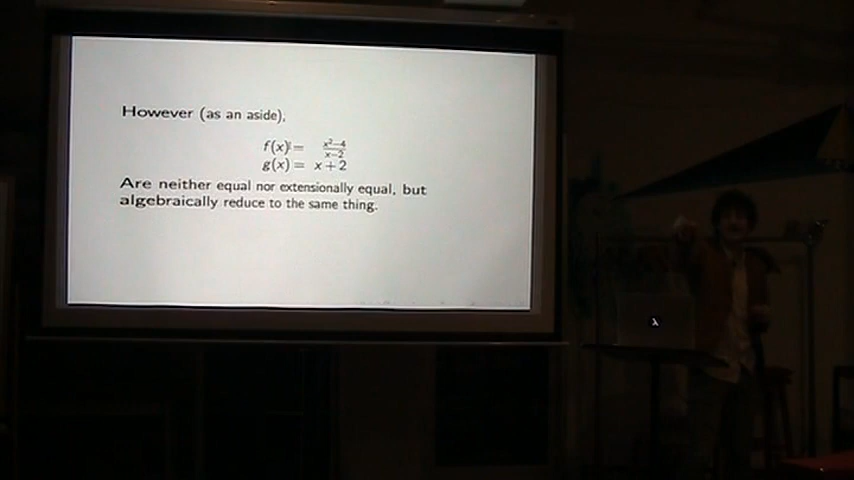 However (as an aside),
f(x) = x²−4 / x−2
g(x) = x + 2
Are neither equal nor extensionally equal, but
algebraically reduce to the same thing.
λ